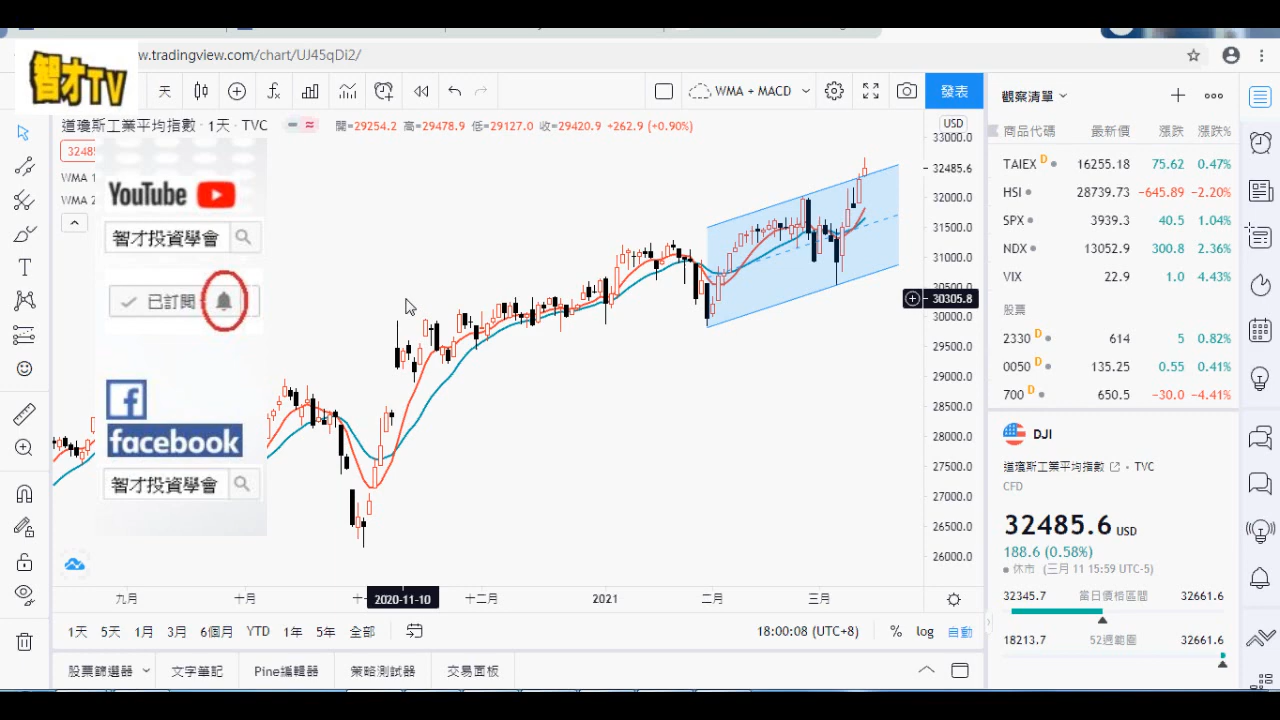 w.tradingview.com/chart/UJ45qDi2/
智才TV
天
WMA + MACD
發表
道瓊斯工業平均指數 · 1天 · TVC
開=29254.2 高=29478.9 低=29127.0 收=29420.9 +262.9 (+0.90%)
3248
WMA 1
WMA 2
YouTube
智才投資學會
已訂閱
facebook
智才投資學會
USD
33000.0
32485.6
32000.0
31500.0
31000.0
30500.0
30305.8
30000.0
29500.0
29000.0
28500.0
28000.0
27500.0
27000.0
26500.0
26000.0
九月
十月
十一
2020-11-10
十二月
2021
二月
三月
1天 5天 1月 3月 6個月 YTD 1年 5年 全部
18:00:08 (UTC+8) % log 自動
股票篩選器 文字筆記 Pine編輯器 策略測試器 交易面板
觀察清單
商品代碼 最新價 漲跌 漲跌%
TAIEX D 16255.18 75.62 0.47%
HSI 28739.73 -645.89 -2.20%
SPX 3939.3 40.5 1.04%
NDX 13052.9 300.8 2.36%
VIX 22.9 1.0 4.43%
股票
2330 D 614 5 0.82%
0050 D 135.25 0.55 0.41%
700 D 650.5 -30.0 -4.41%
DJI
道瓊斯工業平均指數 · TVC
CFD
32485.6 USD
188.6 (0.58%)
休市 (三月 11 15:59 UTC-5)
32345.7 當日價格區間 32661.6
18213.7 52週範圍 32661.6